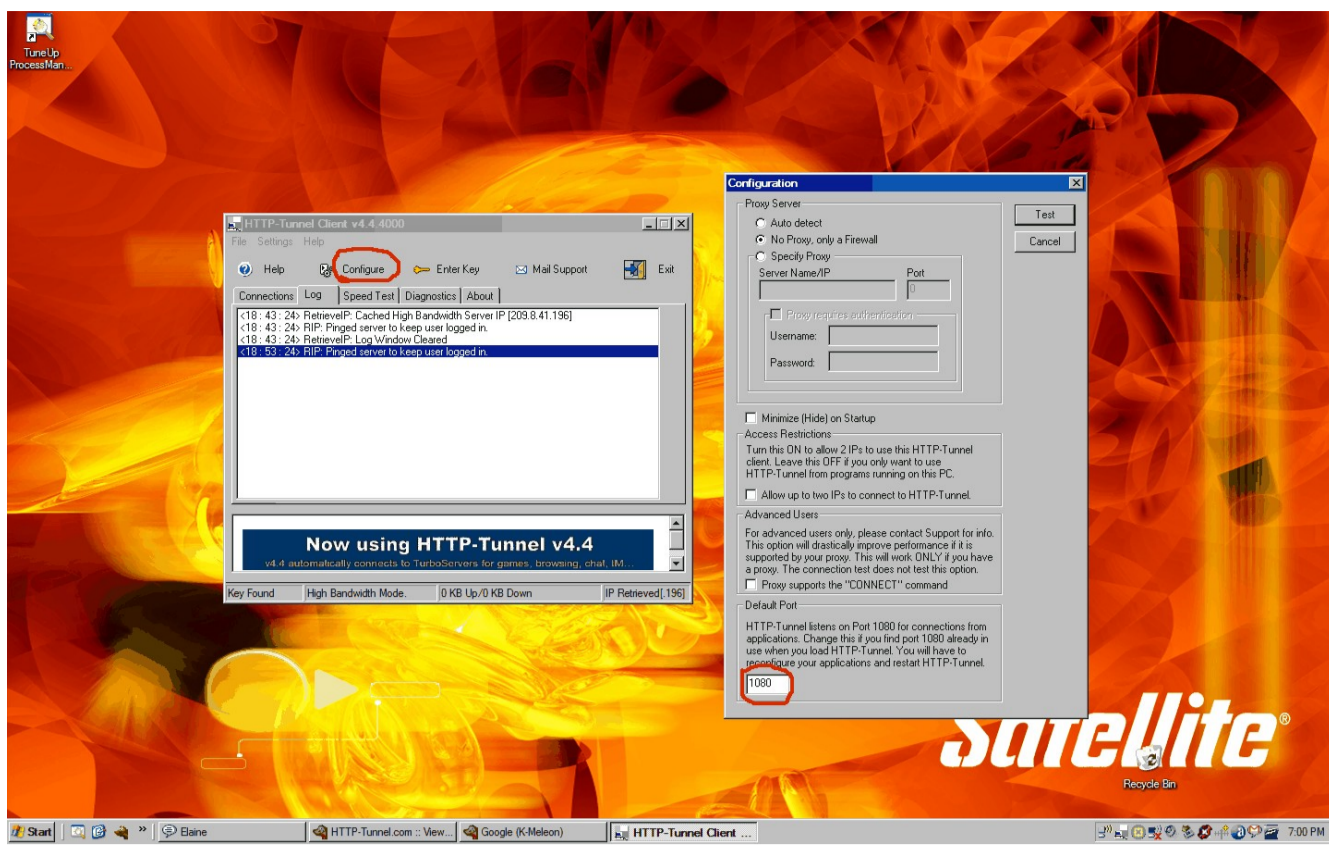 TuneUp
ProcessMan...
HTTP-Tunnel Client v4.4.4000
File Settings Help
Help Configure Enter Key Mail Support Exit
Connections Log Speed Test Diagnostics About
<18 : 43 : 24> RetrieveIP: Cached High Bandwidth Server IP [209.8.41.196]
<18 : 43 : 24> RIP: Pinged server to keep user logged in.
<18 : 43 : 24> RetrieveIP: Log Window Cleared
<18 : 53 : 24> RIP: Pinged server to keep user logged in.
Now using HTTP-Tunnel v4.4
v4.4 automatically connects to TurboServers for games, browsing, chat, IM...
Key Found High Bandwidth Mode. 0 KB Up/0 KB Down IP Retrieved[.196]
Configuration
Proxy Server
Auto detect
No Proxy, only a Firewall
Specify Proxy
Server Name/IP Port
0
Proxy requires authentication
Username:
Password:
Test
Cancel
Minimize (Hide) on Startup
Access Restrictions
Turn this ON to allow 2 IPs to use this HTTP-Tunnel
client. Leave this OFF if you only want to use
HTTP-Tunnel from programs running on this PC.
Allow up to two IPs to connect to HTTP-Tunnel.
Advanced Users
For advanced users only, please contact Support for info.
This option will drastically improve performance if it is
supported by your proxy. This will work ONLY if you have
a proxy. The connection test does not test this option.
Proxy supports the "CONNECT" command
Default Port
HTTP-Tunnel listens on Port 1080 for connections from
applications. Change this if you find port 1080 already in
use when you load HTTP-Tunnel. You will have to
reconfigure your applications and restart HTTP-Tunnel.
1080
Satellite®
Recycle Bin
Start » Elaine HTTP-Tunnel.com :: View... Google (K-Meleon) HTTP-Tunnel Client ... 7:00 PM